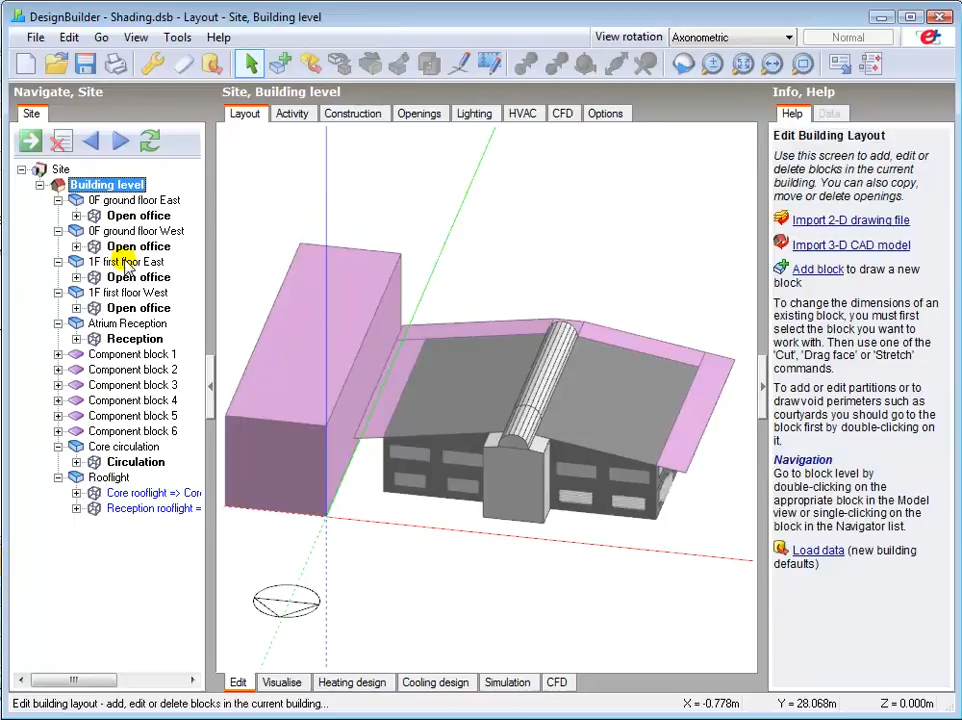 DesignBuilder - Shading.dsb - Layout - Site, Building level
File Edit Go View Tools Help
View rotation Axonometric Normal
Navigate, Site
Site
Site
Building level
0F ground floor East
Open office
0F ground floor West
Open office
1F first floor East
Open office
1F first floor West
Open office
Atrium Reception
Reception
Component block 1
Component block 2
Component block 3
Component block 4
Component block 5
Component block 6
Core circulation
Circulation
Rooflight
Core rooflight => Core
Reception rooflight =
Site, Building level
Layout Activity Construction Openings Lighting HVAC CFD Options
Edit Visualise Heating design Cooling design Simulation CFD
Info, Help
Help Data
Edit Building Layout
Use this screen to add, edit or
delete blocks in the current
building. You can also copy,
move or delete openings.
Import 2-D drawing file
Import 3-D CAD model
Add block to draw a new
block
To change the dimensions of an
existing block, you must first
select the block you want to
work with. Then use one of the
'Cut', 'Drag face' or 'Stretch'
commands.
To add or edit partitions or to
draw void perimeters such as
courtyards you should go to the
block first by double-clicking on
it.
Navigation
Go to block level by
double-clicking on the
appropriate block in the Model
view or single-clicking on the
block in the Navigator list.
Load data (new building
defaults)
Edit building layout - add, edit or delete blocks in the current building...
X = -0.778m Y = 28.068m Z = 0.000m